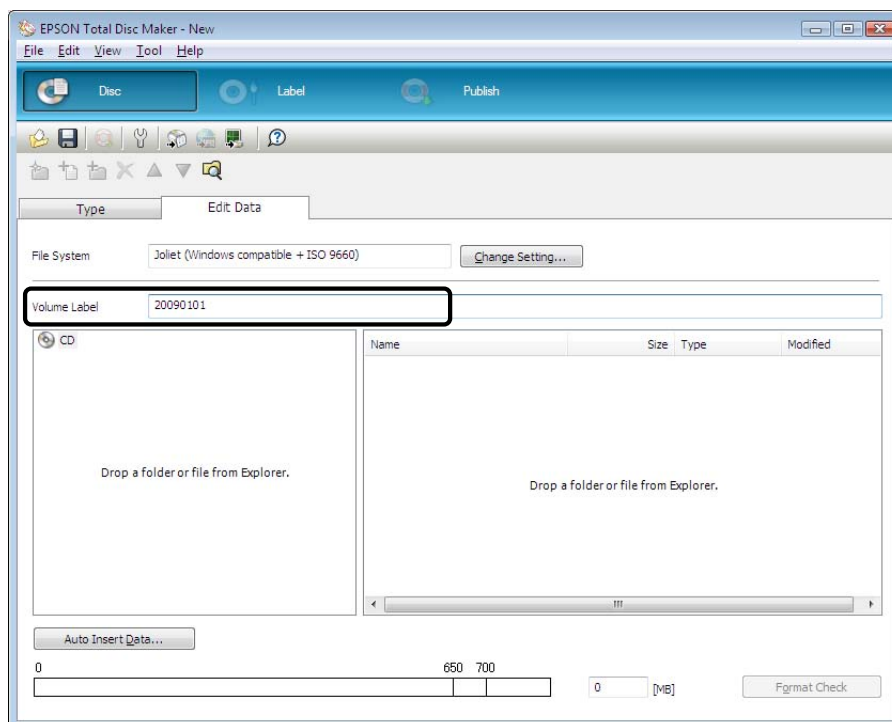 EPSON Total Disc Maker - New
File Edit View Tool Help
Disc Label Publish
Type Edit Data
File System Joliet (Windows compatible + ISO 9660) Change Setting...
Volume Label 20090101
CD
Name Size Type Modified
Drop a folder or file from Explorer.
Drop a folder or file from Explorer.
Auto Insert Data...
0 650 700
0 [MB] Format Check